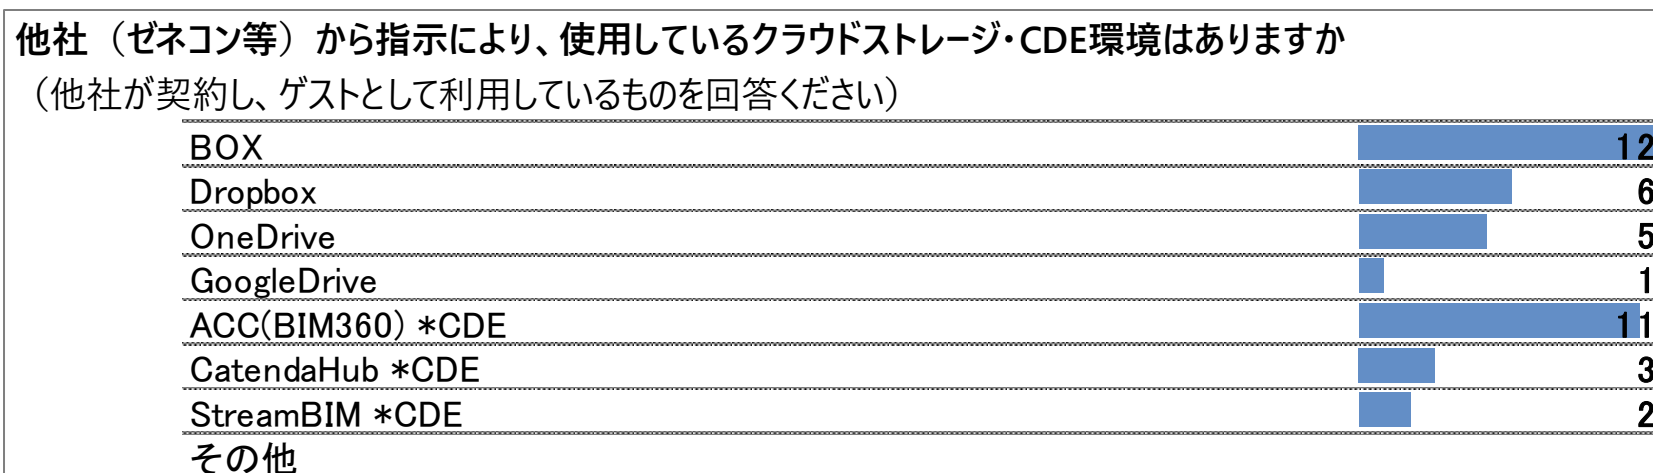 他社（ゼネコン等）から指示により、使用しているクラウドストレージ・CDE環境はありますか
（他社が契約し、ゲストとして利用しているものを回答ください）
BOX 12
Dropbox 6
OneDrive 5
GoogleDrive 1
ACC(BIM360) *CDE 11
CatendaHub *CDE 3
StreamBIM *CDE 2
その他